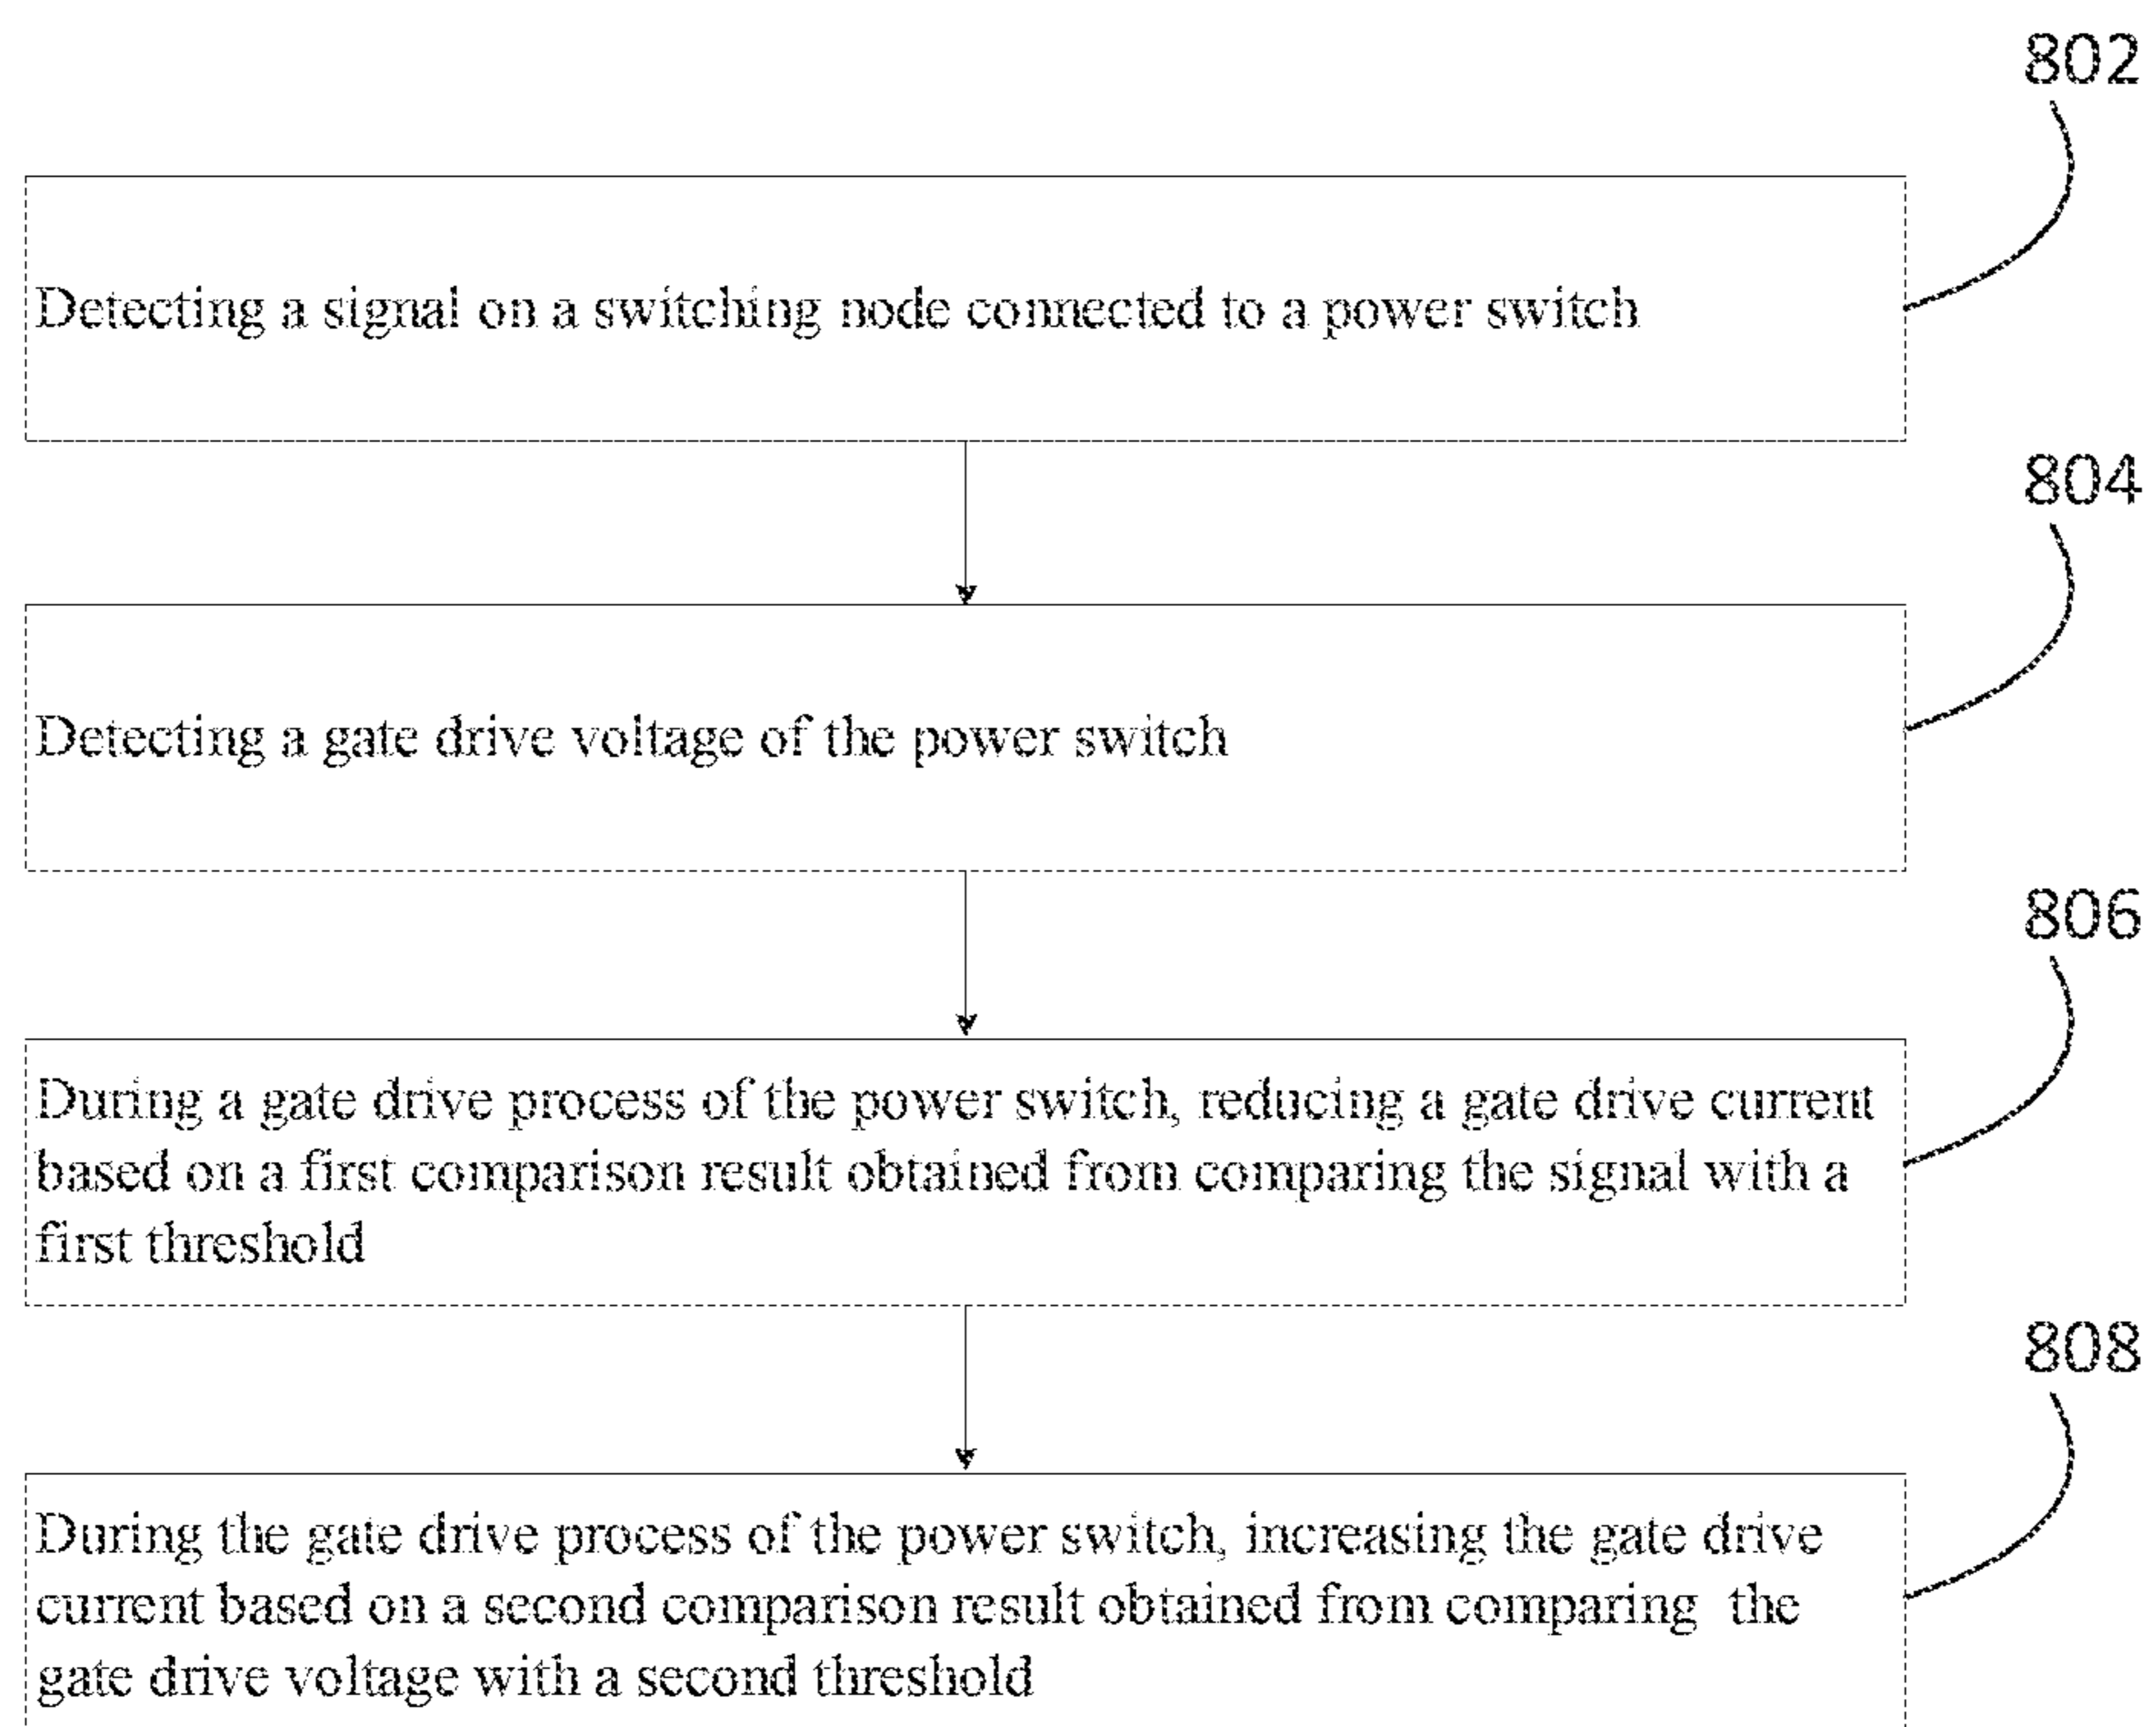 802
Detecting a signal on a switching node connected to a power switch
804
Detecting a gate drive voltage of the power switch
806
During a gate drive process of the power switch, reducing a gate drive current
based on a first comparison result obtained from comparing the signal with a
first threshold
808
During the gate drive process of the power switch, increasing the gate drive
current based on a second comparison result obtained from comparing the
gate drive voltage with a second threshold